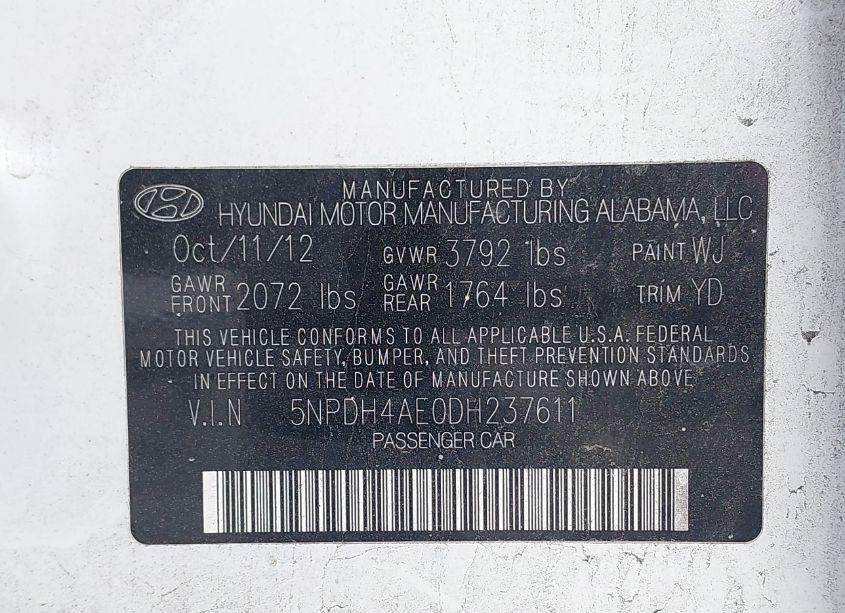 MANUFACTURED BY
HYUNDAI MOTOR MANUFACTURING ALABAMA, LLC
Oct/11/12 GVWR 3792 lbs PAINT WJ
GAWR FRONT 2072 lbs GAWR REAR 1764 lbs TRIM YD
THIS VEHICLE CONFORMS TO ALL APPLICABLE U.S.A. FEDERAL
MOTOR VEHICLE SAFETY, BUMPER, AND THEFT PREVENTION STANDARDS
IN EFFECT ON THE DATE OF MANUFACTURE SHOWN ABOVE
V.I.N 5NPDH4AE0DH237611
PASSENGER CAR